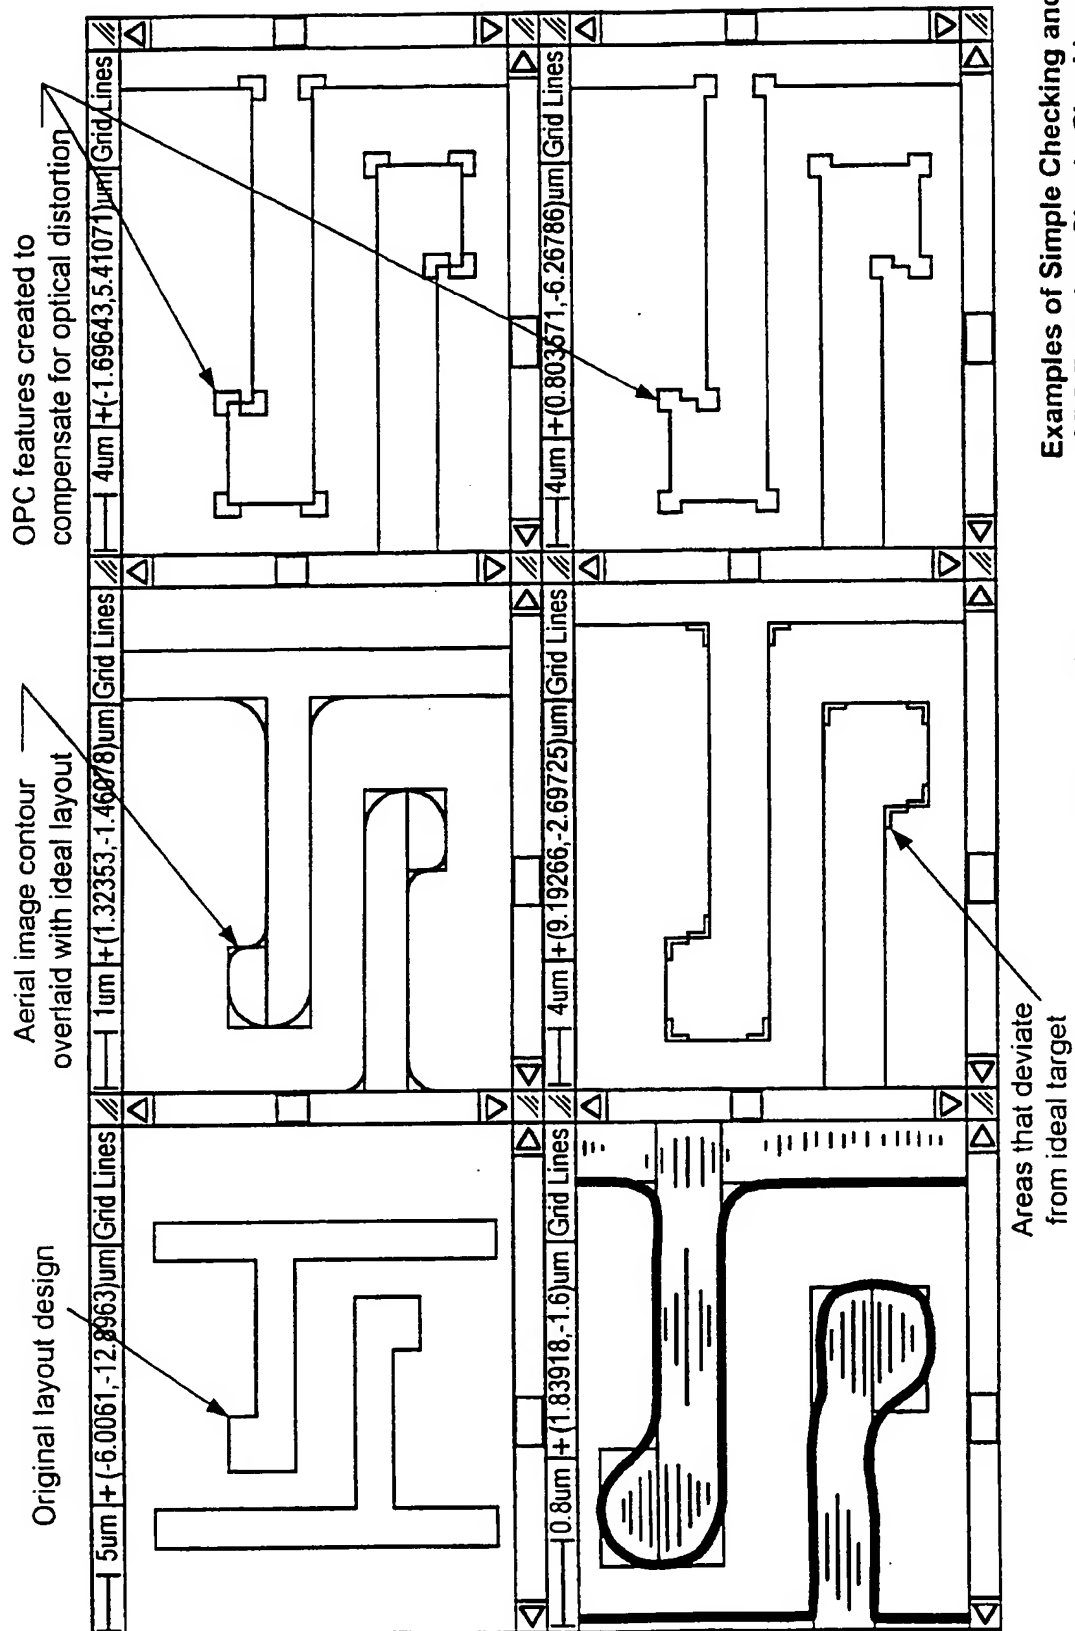 Original layout design
Aerial image contour
overlaid with ideal layout
OPC features created to
compensate for optical distortion
5um +(-6.0061,-12.8963)um Grid Lines
1um +(1.32353,-1.46078)um Grid Lines
4um +(-1.69643,5.41071)um Grid Lines
0.8um +(1.83918,-1.6)um Grid Lines
4um +(9.19266,-2.69725)um Grid Lines
4um +(0.803571,-6.26786)um Grid Lines
Areas that deviate
from ideal target
Examples of Simple Checking and